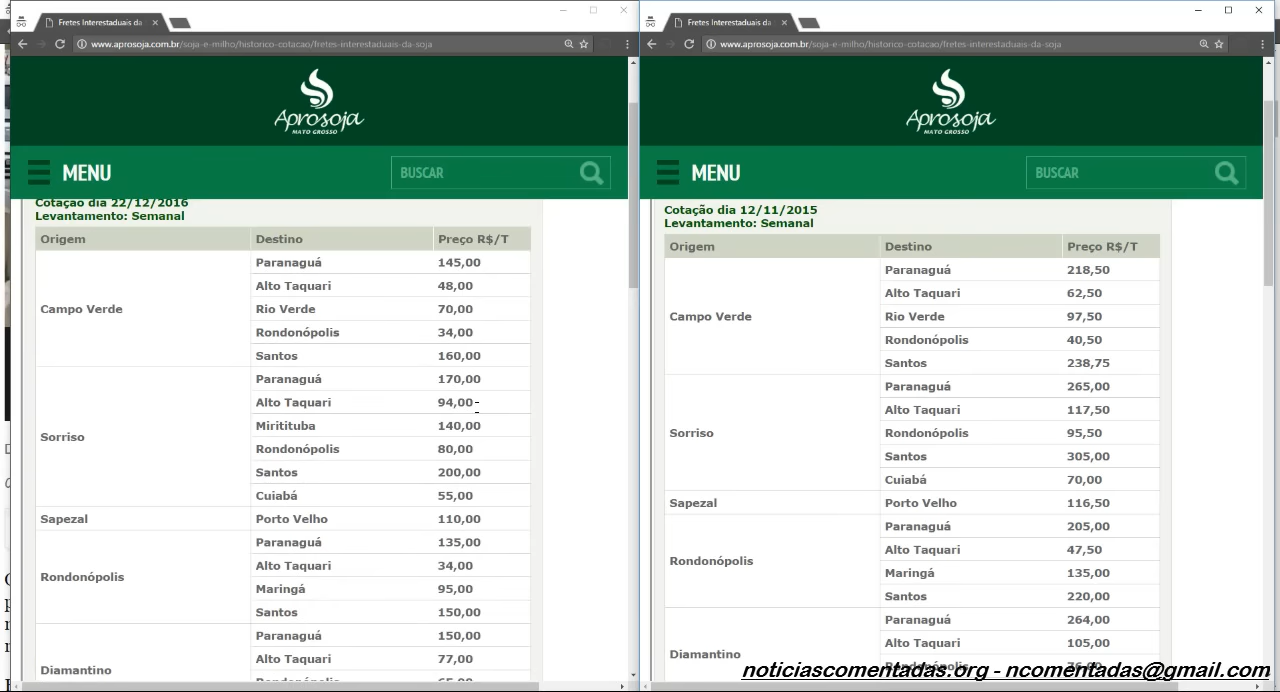 Fretes Interestaduais da
www.aprosoja.com.br/soja-e-milho/historico-cotacao/fretes-interestaduais-da-soja
Aprosoja
MATO GROSSO
MENU
BUSCAR
Cotação dia 22/12/2016
Levantamento: Semanal
Origem Destino Preço R$/T
Campo Verde
Paranaguá 145,00
Alto Taquari 48,00
Rio Verde 70,00
Rondonópolis 34,00
Santos 160,00
Sorriso
Paranaguá 170,00
Alto Taquari 94,00
Miritituba 140,00
Rondonópolis 80,00
Santos 200,00
Cuiabá 55,00
Sapezal Porto Velho 110,00
Rondonópolis
Paranaguá 135,00
Alto Taquari 34,00
Maringá 95,00
Santos 150,00
Diamantino
Paranaguá 150,00
Alto Taquari 77,00
Fretes Interestaduais da
www.aprosoja.com.br/soja-e-milho/historico-cotacao/fretes-interestaduais-da-soja
Aprosoja
MATO GROSSO
MENU
BUSCAR
Cotação dia 12/11/2015
Levantamento: Semanal
Origem Destino Preço R$/T
Campo Verde
Paranaguá 218,50
Alto Taquari 62,50
Rio Verde 97,50
Rondonópolis 40,50
Santos 238,75
Sorriso
Paranaguá 265,00
Alto Taquari 117,50
Rondonópolis 95,50
Santos 305,00
Cuiabá 70,00
Sapezal Porto Velho 116,50
Rondonópolis
Paranaguá 205,00
Alto Taquari 47,50
Maringá 135,00
Santos 220,00
Diamantino
Paranaguá 264,00
Alto Taquari 105,00
noticiascomentadas.org - ncomentadas@gmail.com